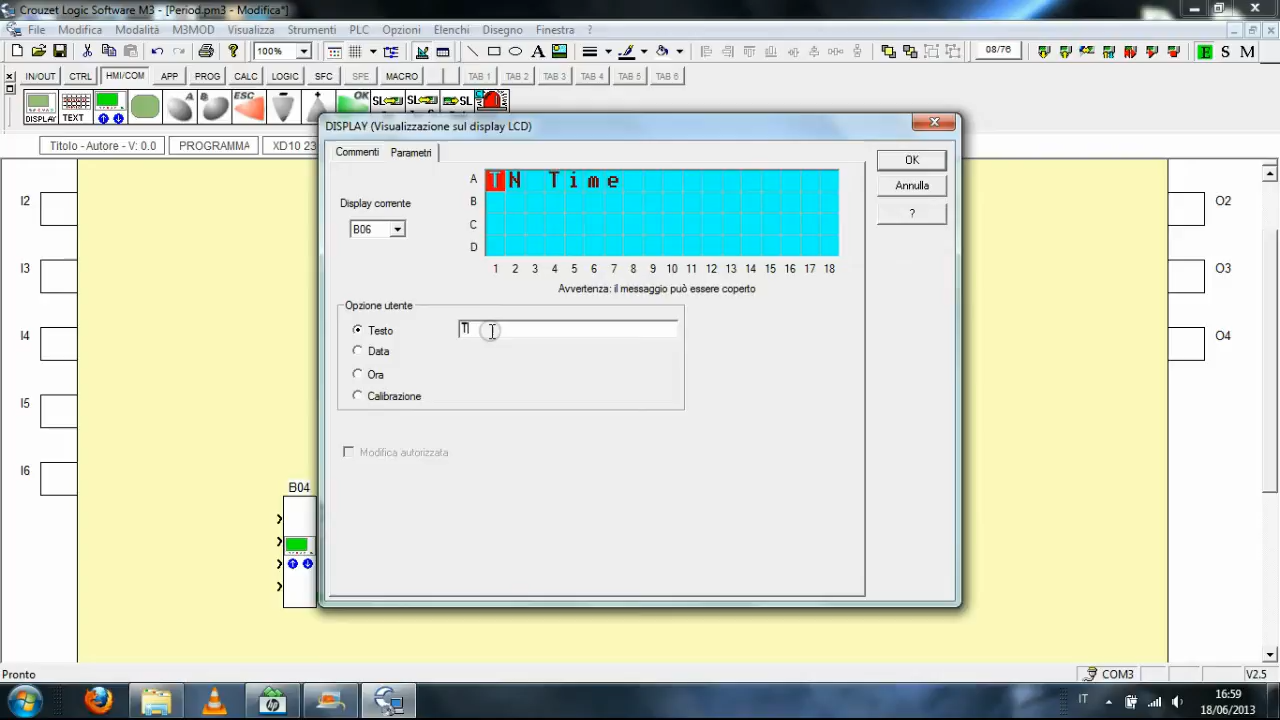 Crouzet Logic Software M3 - [Period.pm3 - Modifica*]
File Modifica Modalità M3MOD Visualizza Strumenti PLC Opzioni Elenchi Disegno Finestra ?
100% A 08/76 E S M
IN/OUT CTRL HMI/COM APP PROG CALC LOGIC SFC SPE MACRO TAB 1 TAB 2 TAB 3 TAB 4 TAB 5 TAB 6
DISPLAY TEXT A B ESC + OK SL SL SL
Titolo - Autore - V: 0.0 PROGRAMMA XD10 23
DISPLAY (Visualizzazione sul display LCD)
Commenti Parametri
OK
Annulla
?
Display corrente
B06
A TN Time
B
C
D
1 2 3 4 5 6 7 8 9 10 11 12 13 14 15 16 17 18
Avvertenza: il messaggio può essere coperto
Opzione utente
Testo T
Data
Ora
Calibrazione
Modifica autorizzata
I2
I3
I4
I5
I6
B04
O2
O3
O4
Pronto COM3 V2.5
IT 16:59
18/06/2013